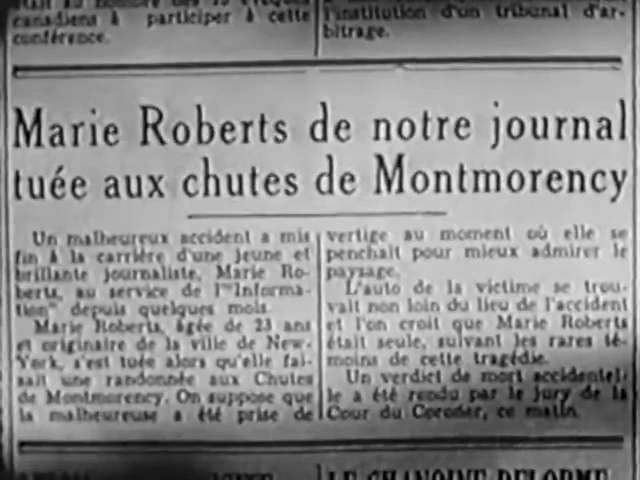 canadiens à participer à cette
conférence.
l'institution d'un tribunal d'ar-
bitrage.
Marie Roberts de notre journal
tuée aux chutes de Montmorency
Un malheureux accident a mis
fin à la carrière d'une jeune et
brillante journaliste, Marie Ro-
berts, au service de l'"Informa-
tion" depuis quelques mois.
Marie Roberts, âgée de 23 ans
et originaire de la ville de New-
York, s'est tuée alors qu'elle fai-
sait une randonnée aux Chutes
de Montmorency. On suppose que
la malheureuse a été prise de
vertige au moment où elle se
penchait pour mieux admirer le
paysage.
L'auto de la victime se trou-
vait non loin du lieu de l'accident
et l'on croit que Marie Roberts
était seule, suivant les rares té-
moins de cette tragédie.
Un verdict de mort accidentel-
le a été rendu par le jury de la
Cour du Coroner, ce matin.
LE CHANOINE DELORME